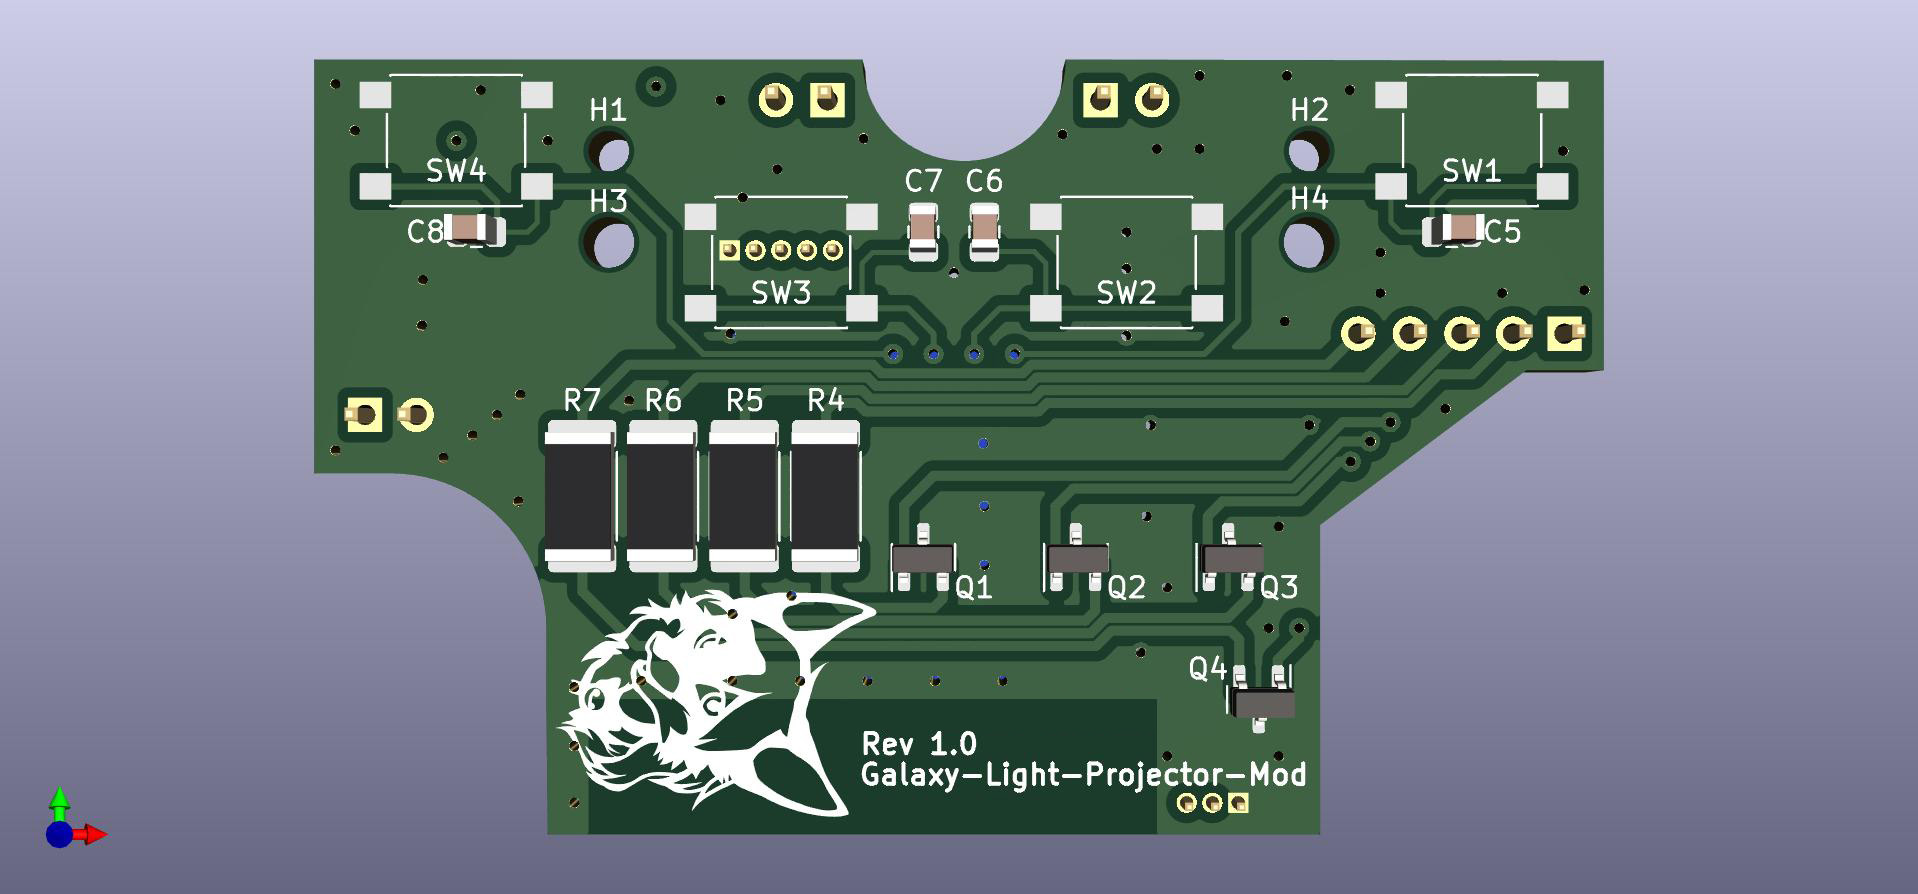 H1
H2
SW4
SW1
C7
C6
H3
H4
C8
C5
SW3
SW2
R7
R6
R5
R4
Q1
Q2
Q3
Q4
Rev 1.0
Galaxy-Light-Projector-Mod